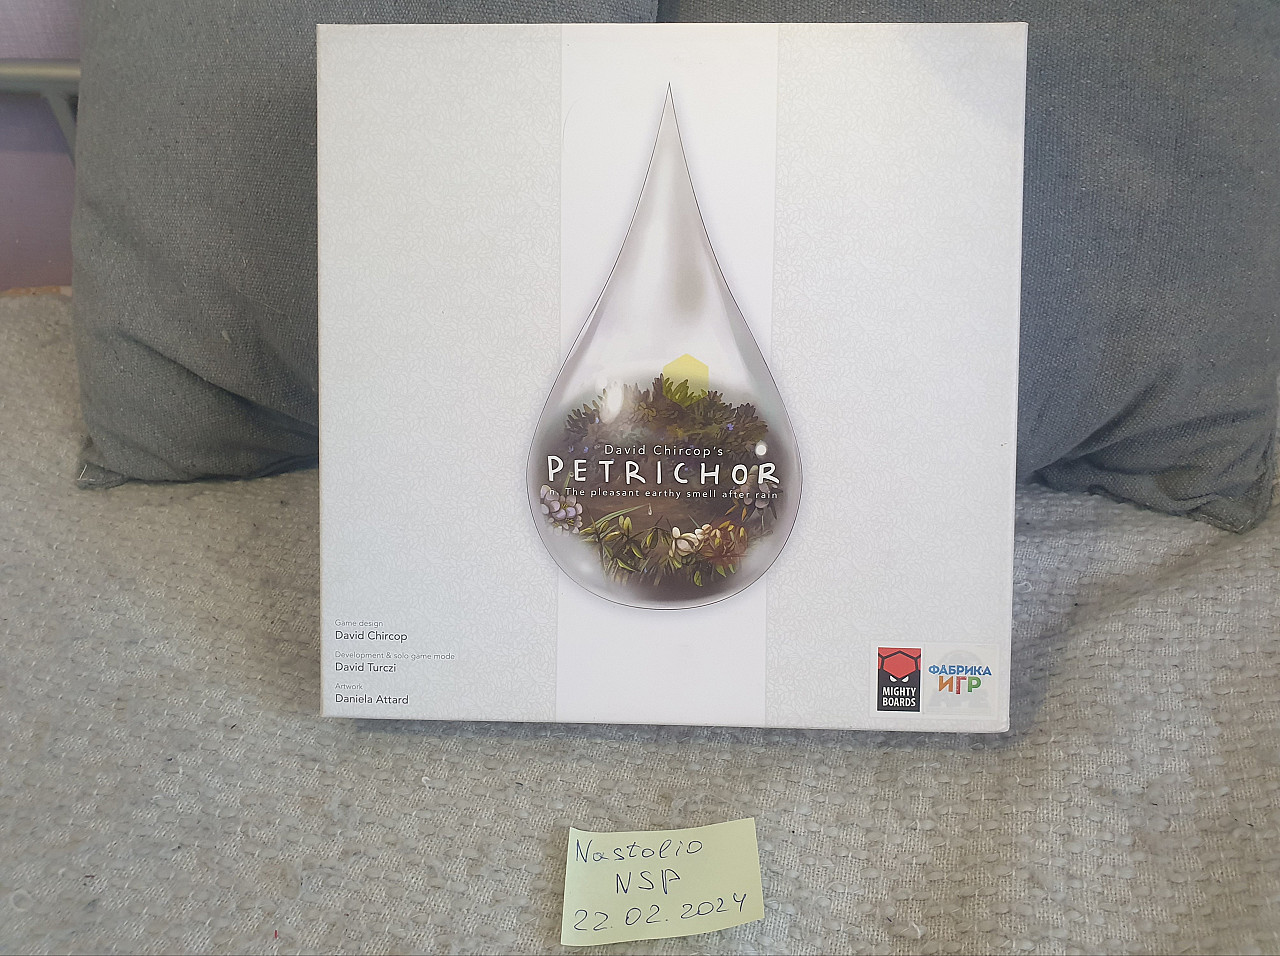 David Chircop's
PETRICHOR
n. The pleasant earthy smell after rain
Game design
David Chircop
Development & solo game mode
David Turczi
Artwork
Daniela Attard
MIGHTY
BOARDS
ФАБРИКА
ИГР
Nastolio
NSP
22.02.2024